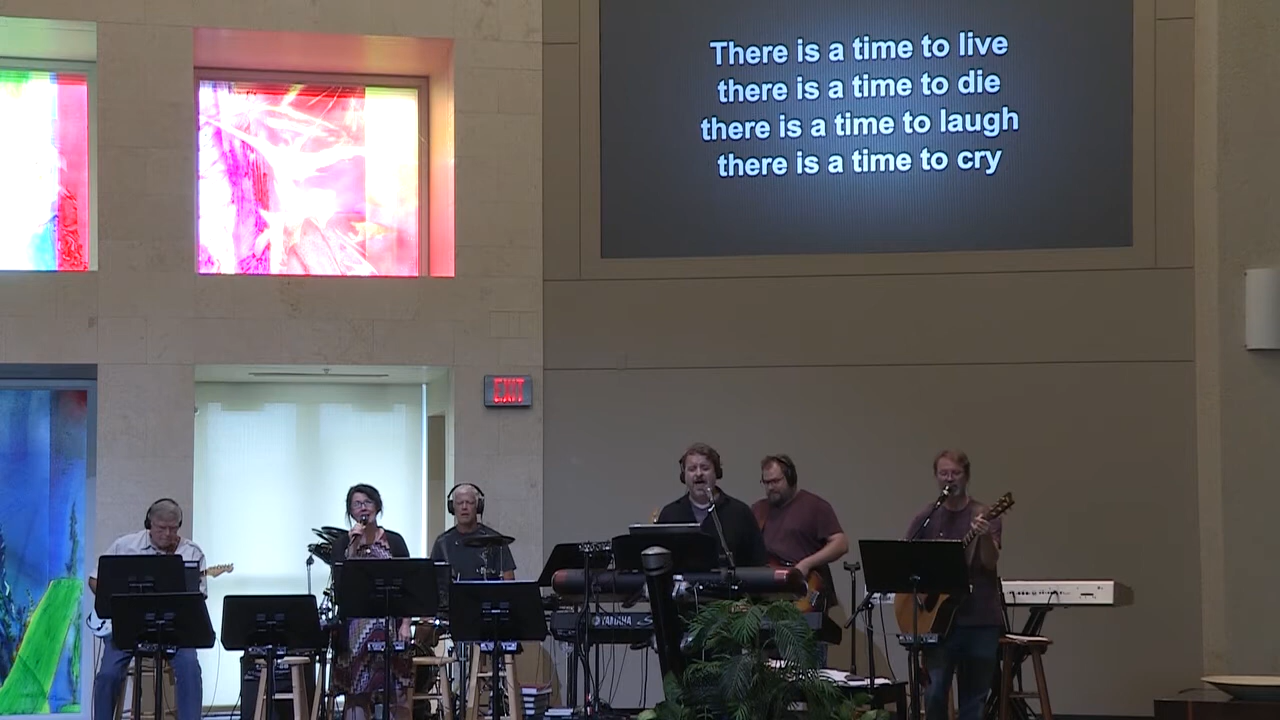 There is a time to live
there is a time to die
there is a time to laugh
there is a time to cry
EXIT
YAMAHA